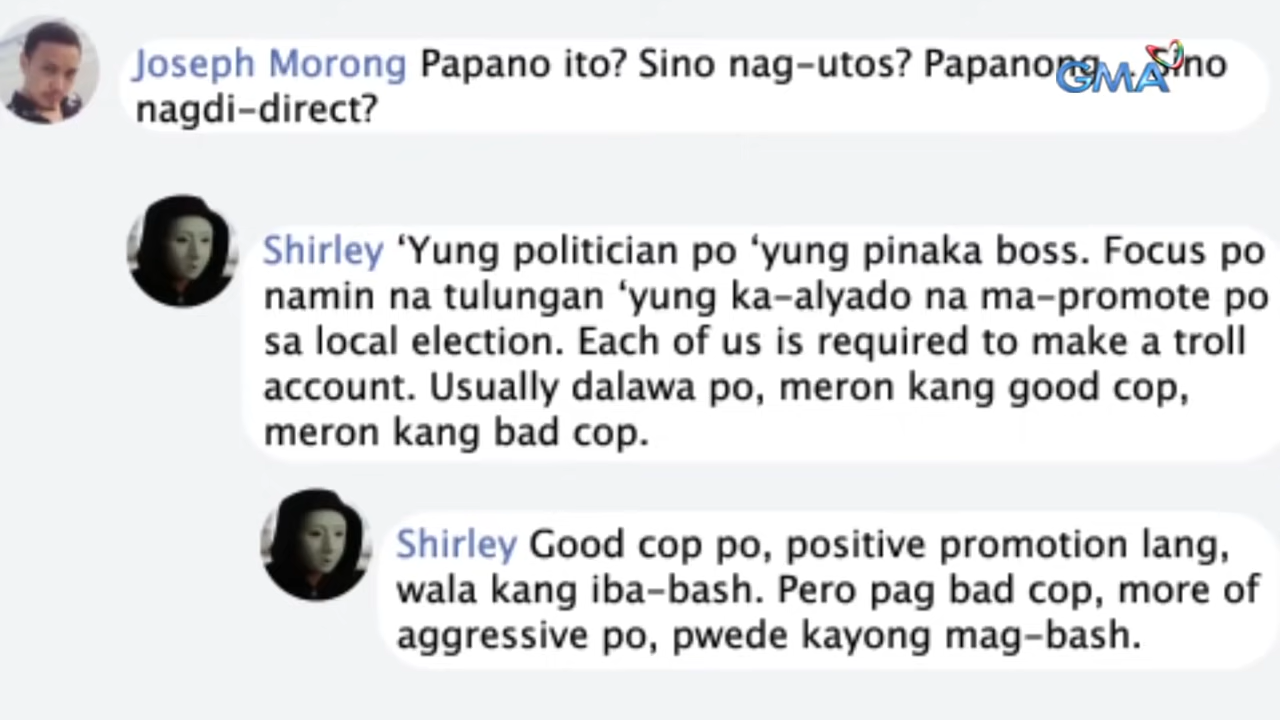 Joseph Morong Papano ito? Sino nag-utos? Papanong
nagdi-direct?
GMA
Shirley ‘Yung politician po ‘yung pinaka boss. Focus po
namin na tulungan ‘yung ka-alyado na ma-promote po
sa local election. Each of us is required to make a troll
account. Usually dalawa po, meron kang good cop,
meron kang bad cop.
Shirley Good cop po, positive promotion lang,
wala kang iba-bash. Pero pag bad cop, more of
aggressive po, pwede kayong mag-bash.